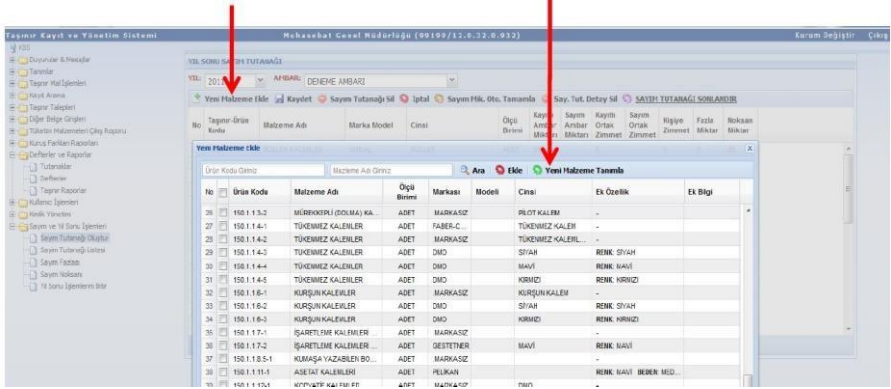 Taşınır Kayıt ve Yönetim Sistemi Muhasebat Genel Müdürlüğü (00100/12.0.32.0.932) Kurum Değiştir Çıkış
KBS
Duyurular & Mesajlar
Tanımlar
Taşınır Mal İşlemleri
Kayıt Arama
Taşınır Talepleri
Diğer Belge Girişleri
Tüketim Malzemeleri Çıkış Raporu
Kuruş Farkları Raporları
Defterler ve Raporlar
Tutanaklar
Defterler
Taşınır Raporlar
Kullanıcı İşlemleri
Kimlik Yönetimi
Sayım ve Yıl Sonu İşlemleri
Sayım Tutanağı Oluştur
Sayım Tutanağı Listesi
Sayım Fazlası
Sayım Noksanı
Yıl Sonu İşlemlerini Bitir
YIL SONU SAYIM TUTANAĞI
YIL: AMBAR: DENEME AMBARI
Yeni Malzeme Ekle Kaydet Sayım Tutanağı Sil İptal Sayım Mik. Oto. Tamamla Say. Tut. Detay Sil SAYIM TUTANAĞI SONLANDIR
No Taşınır-Ürün Kodu Malzeme Adı Marka Model Cinsi Ölçü Birimi Kayıtlı Ambar Miktarı Sayım Ambar Miktarı Kayıtlı Ortak Zimmet Sayım Ortak Zimmet Kişiye Zimmet Fazla Miktar Noksan Miktar
Yeni Malzeme Ekle
Ürün Kodu Giriniz Malzeme Adı Giriniz Ara Ekle Yeni Malzeme Tanımla
No Ürün Kodu Malzeme Adı Ölçü Birimi Markası Modeli Cinsi Ek Özellik Ek Bilgi
26 150.1.1.3-2 MÜREKKEPLİ (DOLMA) KA... ADET MARKASIZ PİLOT KALEM -
27 150.1.1.4-1 TÜKENMEZ KALEMLER ADET FABER-C... TÜKENMEZ KALEM -
28 150.1.1.4-2 TÜKENMEZ KALEMLER ADET MARKASIZ TÜKENMEZ KALEML... -
29 150.1.1.4-3 TÜKENMEZ KALEMLER ADET DMO SİYAH RENK: SİYAH
30 150.1.1.4-4 TÜKENMEZ KALEMLER ADET DMO MAVİ RENK: MAVİ
31 150.1.1.4-5 TÜKENMEZ KALEMLER ADET DMO KIRMIZI RENK: KIRMIZI
32 150.1.1.6-1 KURŞUN KALEMLER ADET MARKASIZ KURŞUN KALEM -
33 150.1.1.6-2 KURŞUN KALEMLER ADET DMO SİYAH RENK: SİYAH
34 150.1.1.6-3 KURŞUN KALEMLER ADET DMO KIRMIZI RENK: KIRMIZI
35 150.1.1.7-1 İŞARETLEME KALEMLERİ ... ADET MARKASIZ -
36 150.1.1.7-2 İŞARETLEME KALEMLERİ ... ADET GESTETNER MAVİ RENK: MAVİ
37 150.1.1.8.5-1 KUMAŞA YAZABİLEN BO... ADET MARKASIZ -
38 150.1.1.11-1 ASETAT KALEMLERİ ADET PELİKAN RENK: MAVİ BEDEN: MED...
39 150.1.1.12-1 KOPYATİF KALEMLER ADET MARKASIZ DMO -